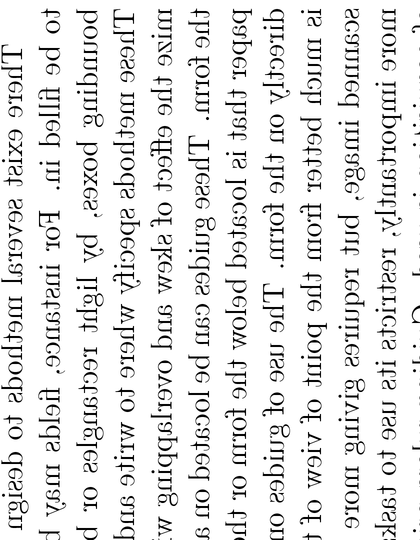 There exist several methods to design
to be filled in. For instance, fields may
bounding boxes, by light rectangles or
These methods specify where to write and
mize the effect of skews and overlapping
the form. These guides can be located on a
paper that is located below the form or
directly on the form. The use of guides on
is much better from the point of view of
scanned image, but requires giving more
more importantly, restricts its use to tasks